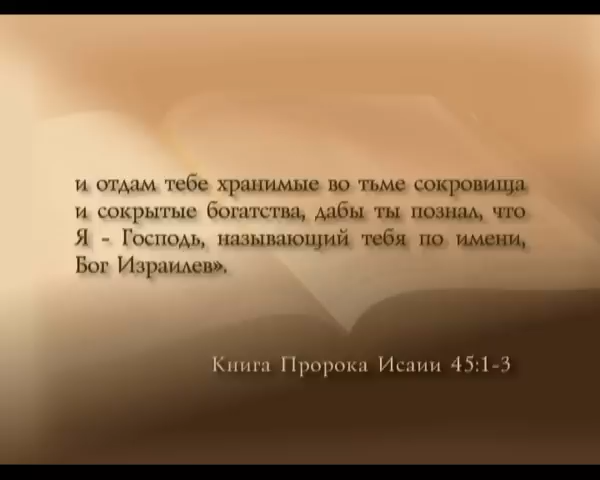 и отдам тебе хранимые во тьме сокровища
и сокрытые богатства, дабы ты познал, что
Я - Господь, называющий тебя по имени,
Бог Израилев».
Книга Пророка Исаии 45:1-3